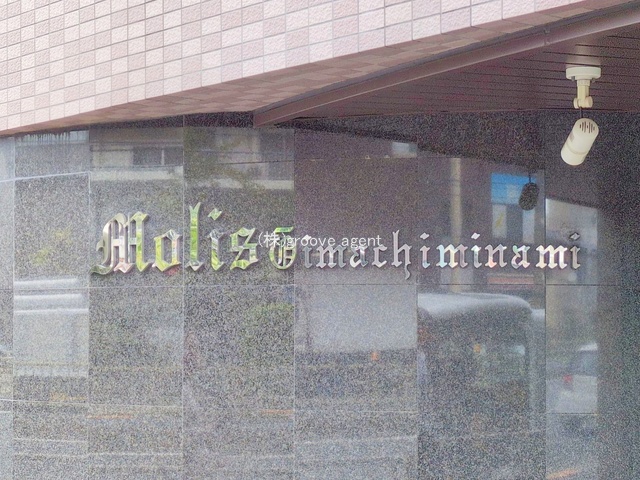 Molis Oimachiminami
(株)groove agent